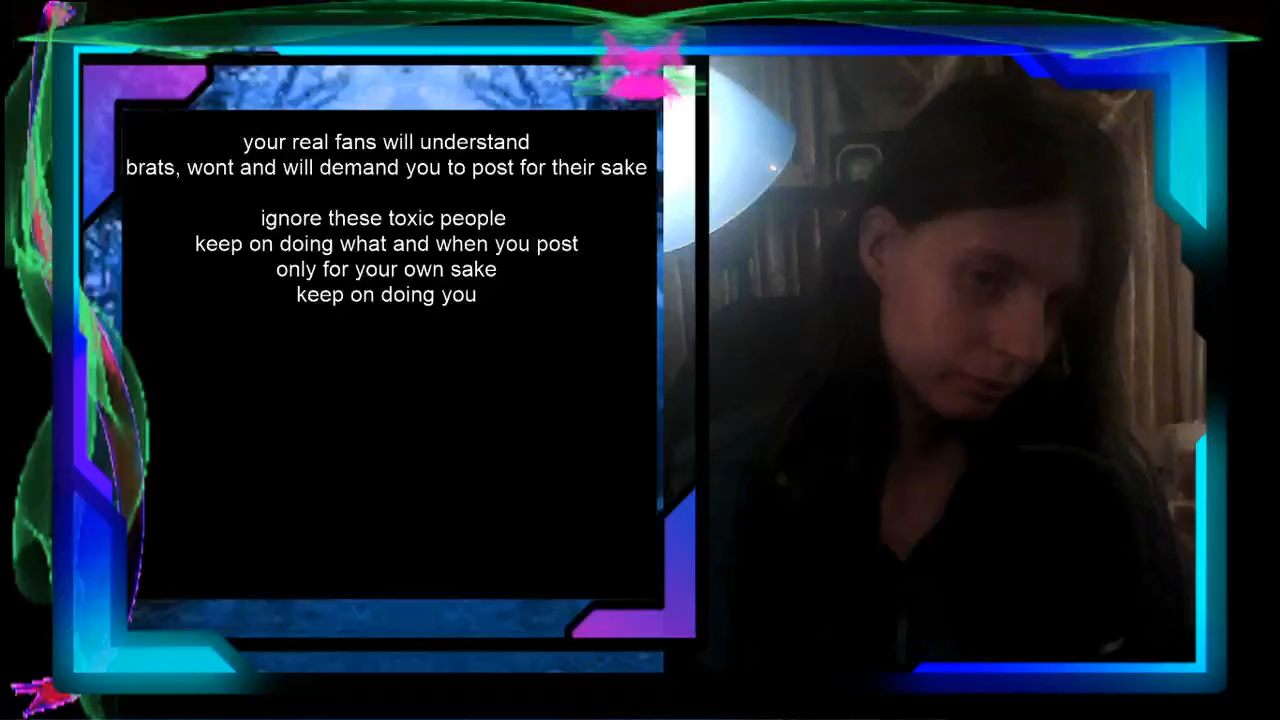 your real fans will understand
brats, wont and will demand you to post for their sake
ignore these toxic people
keep on doing what and when you post
only for your own sake
keep on doing you